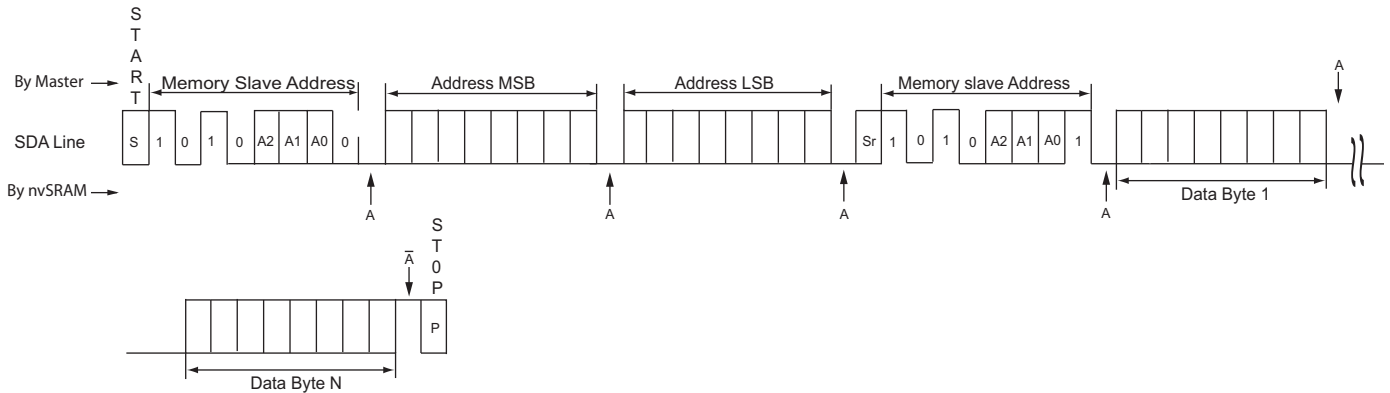 START
By Master
Memory Slave Address
Address MSB
Address LSB
Memory slave Address
A
SDA Line
S 1 0 1 0 A2 A1 A0 0
Sr 1 0 1 0 A2 A1 A0 1
By nvSRAM
A
A
A
A
Data Byte 1
A̅
ST0P
P
Data Byte N